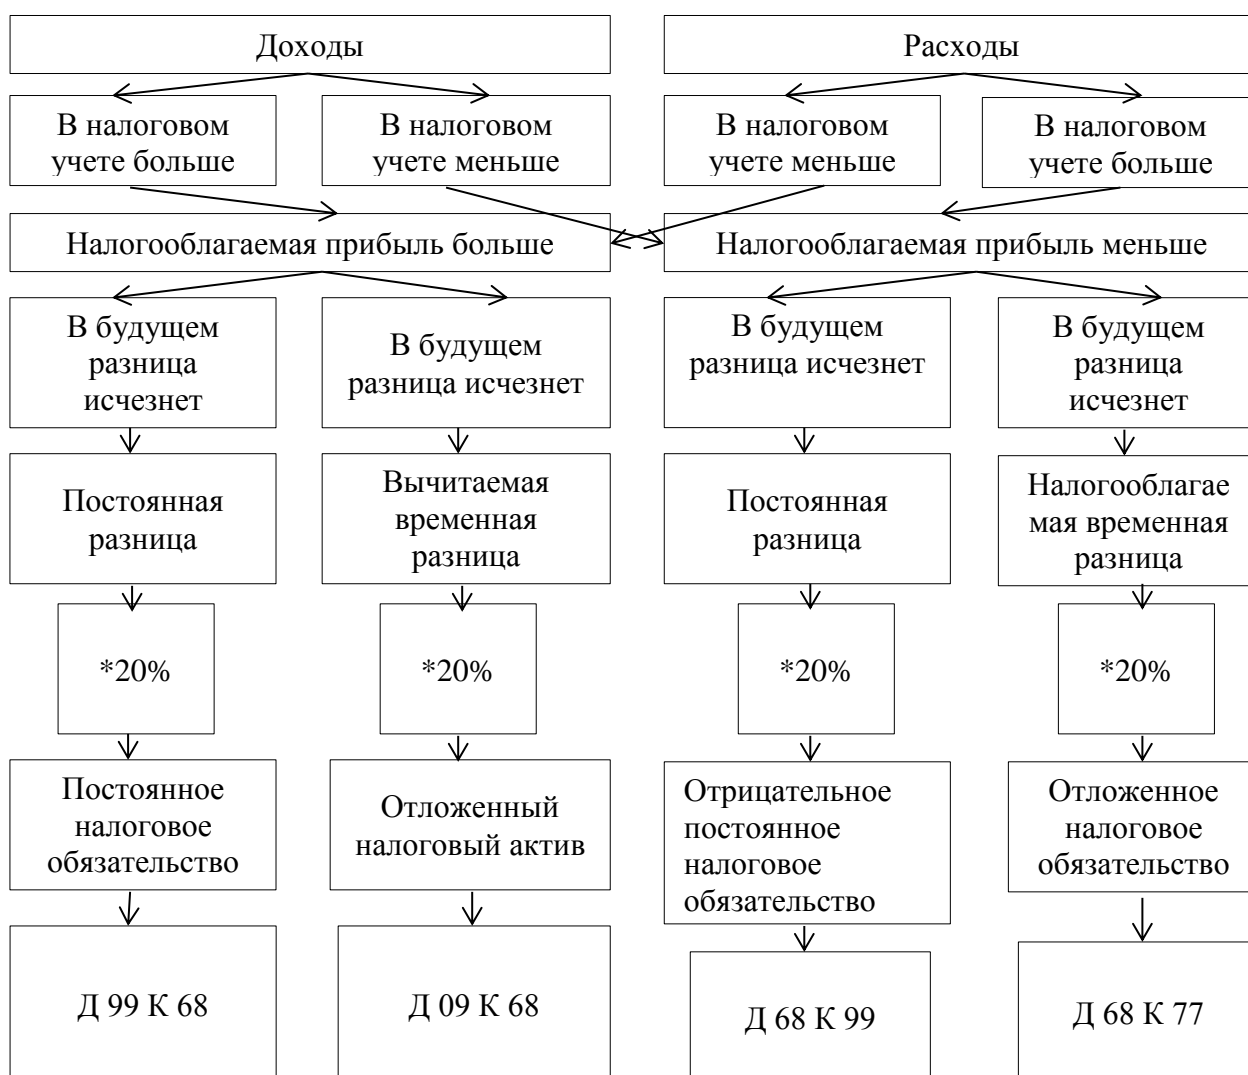 Доходы
Расходы
В налоговом
учете больше
В налоговом
учете меньше
В налоговом
учете меньше
В налоговом
учете больше
Налогооблагаемая прибыль больше
Налогооблагаемая прибыль меньше
В будущем
разница
исчезнет
В будущем
разница исчезнет
В будущем
разница исчезнет
В будущем
разница
исчезнет
Постоянная
разница
Вычитаемая
временная
разница
Постоянная
разница
Налогооблагае
мая временная
разница
*20%
*20%
*20%
*20%
Постоянное
налоговое
обязательство
Отложенный
налоговый актив
Отрицательное
постоянное
налоговое
обязательство
Отложенное
налоговое
обязательство
Д 99 К 68
Д 09 К 68
Д 68 К 99
Д 68 К 77